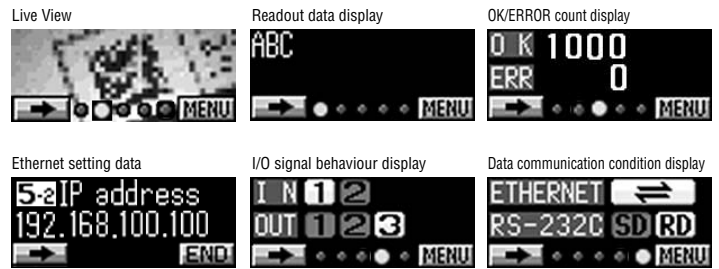 Live View
MENU
Readout data display
ABC
MENU
OK/ERROR count display
OK 1000
ERR 0
MENU
Ethernet setting data
5-2 IP address
192.168.100.100
END
I/O signal behaviour display
IN 1 2
OUT 1 2 3
MENU
Data communication condition display
ETHERNET
RS-232C SD RD
MENU